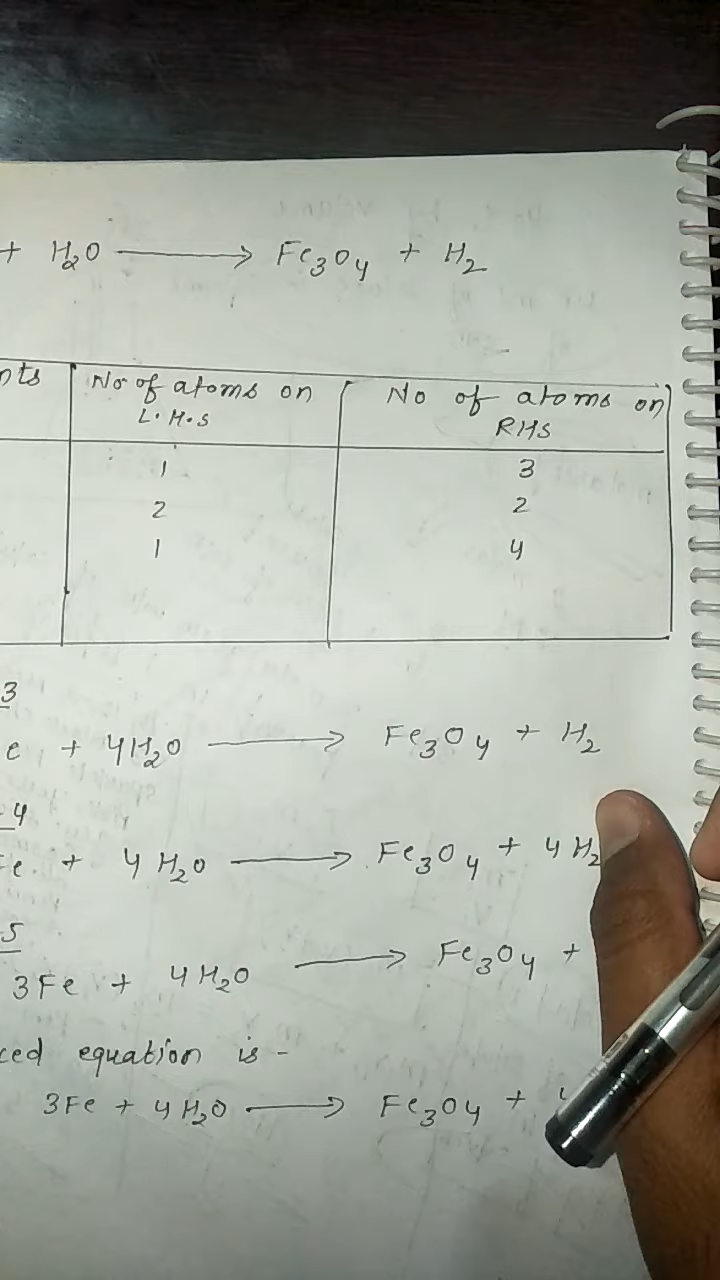 + H₂O ⟶ Fe₃O₄ + H₂
nts No of atoms on L.H.S No of atoms on RHS
1 3
2 2
1 4
3
e + 4H₂O ⟶ Fe₃O₄ + H₂
4
Fe + 4H₂O ⟶ Fe₃O₄ + 4H₂
5
3Fe + 4H₂O ⟶ Fe₃O₄ +
ced equation is -
3Fe + 4H₂O ⟶ Fe₃O₄ +